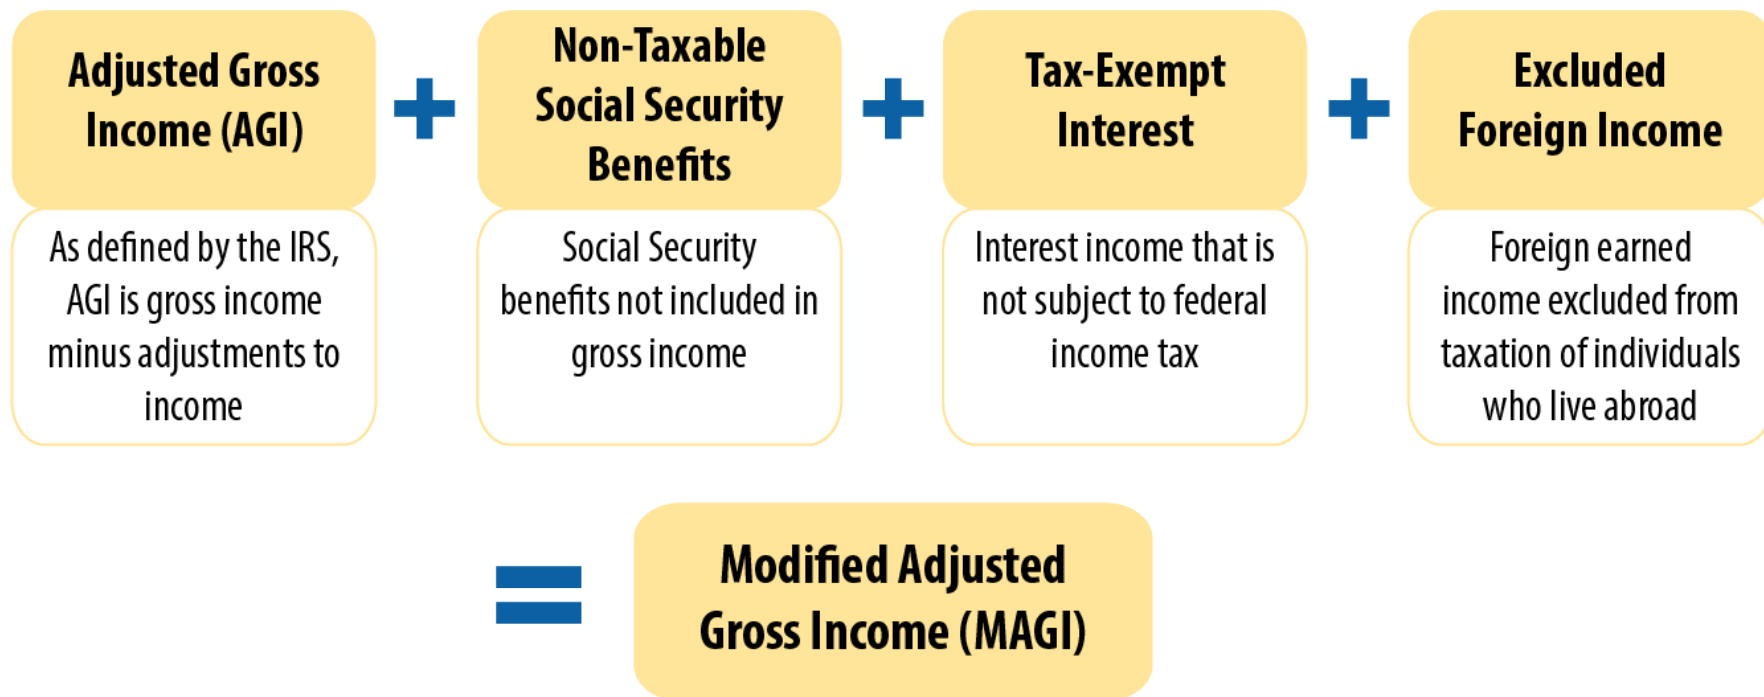 Adjusted Gross
Income (AGI)
+
Non-Taxable
Social Security
Benefits
+
Tax-Exempt
Interest
+
Excluded
Foreign Income
As defined by the IRS,
AGI is gross income
minus adjustments to
income
Social Security
benefits not included in
gross income
Interest income that is
not subject to federal
income tax
Foreign earned
income excluded from
taxation of individuals
who live abroad
=
Modified Adjusted
Gross Income (MAGI)